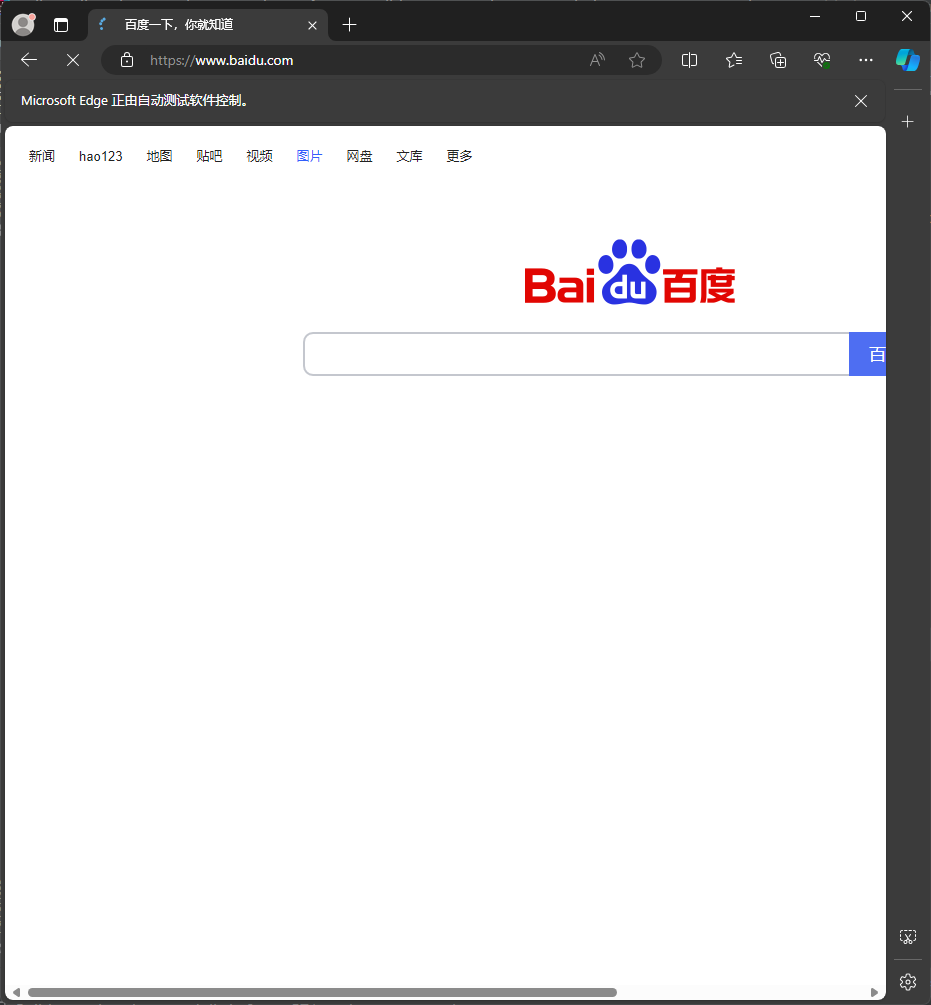 百度一下，你就知道
https://www.baidu.com
Microsoft Edge 正由自动测试软件控制。
新闻 hao123 地图 贴吧 视频 图片 网盘 文库 更多
Bai du 百度
百